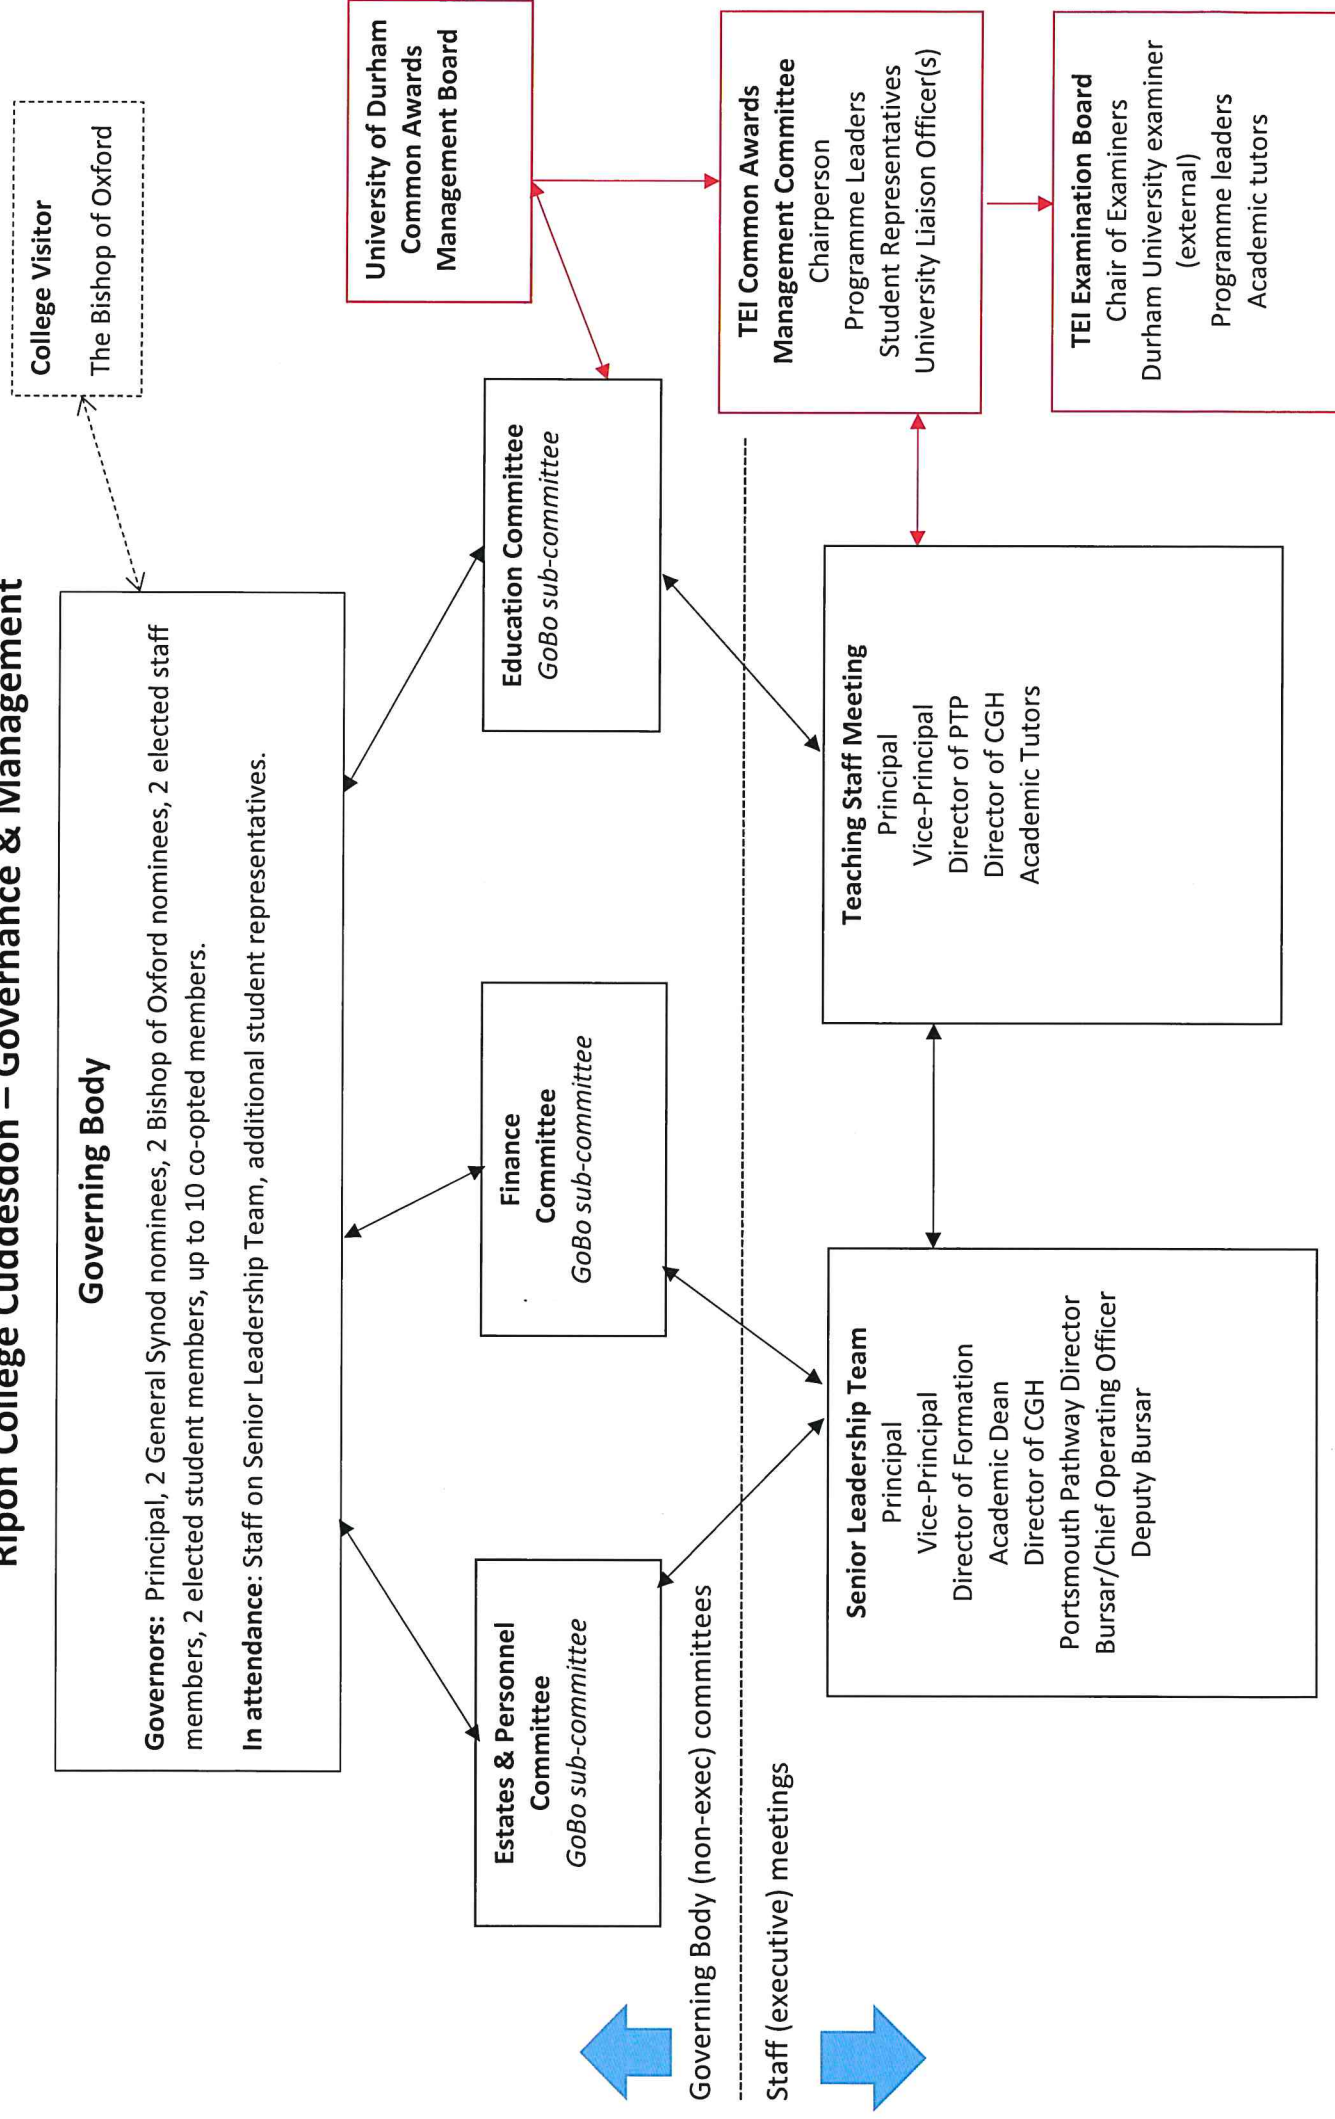 Ripon College Cuddesdon – Governance & Management
College Visitor
The Bishop of Oxford
Governing Body
Governors: Principal, 2 General Synod nominees, 2 Bishop of Oxford nominees, 2 elected staff
members, 2 elected student members, up to 10 co-opted members.
In attendance: Staff on Senior Leadership Team, additional student representatives.
University of Durham
Common Awards
Management Board
Estates & Personnel
Committee
GoBo sub-committee
Finance
Committee
GoBo sub-committee
Education Committee
GoBo sub-committee
Governing Body (non-exec) committees
Staff (executive) meetings
Senior Leadership Team
Principal
Vice-Principal
Director of Formation
Academic Dean
Director of CGH
Portsmouth Pathway Director
Bursar/Chief Operating Officer
Deputy Bursar
Teaching Staff Meeting
Principal
Vice-Principal
Director of PTP
Director of CGH
Academic Tutors
TEI Common Awards
Management Committee
Chairperson
Programme Leaders
Student Representatives
University Liaison Officer(s)
TEI Examination Board
Chair of Examiners
Durham University examiner
(external)
Programme leaders
Academic tutors